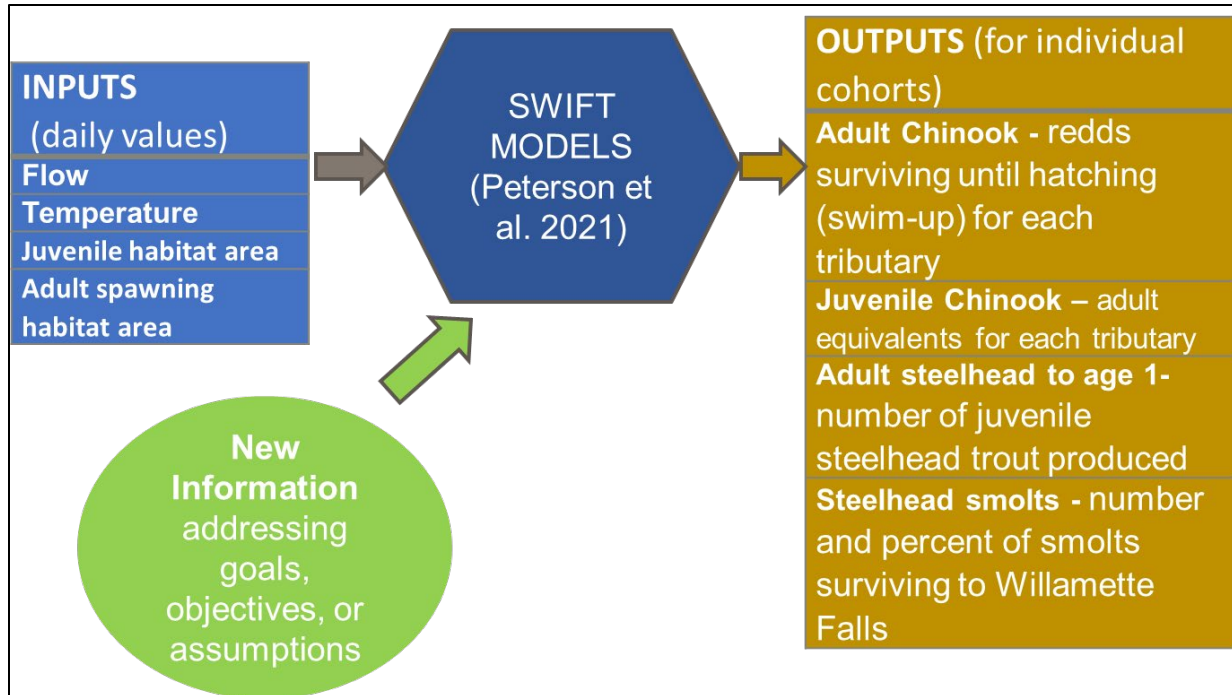 INPUTS
(daily values)
Flow
Temperature
Juvenile habitat area
Adult spawning
habitat area
SWIFT
MODELS
(Peterson et
al. 2021)
New
Information
addressing
goals,
objectives, or
assumptions
OUTPUTS (for individual
cohorts)
Adult Chinook - redds
surviving until hatching
(swim-up) for each
tributary
Juvenile Chinook – adult
equivalents for each tributary
Adult steelhead to age 1-
number of juvenile
steelhead trout produced
Steelhead smolts - number
and percent of smolts
surviving to Willamette
Falls